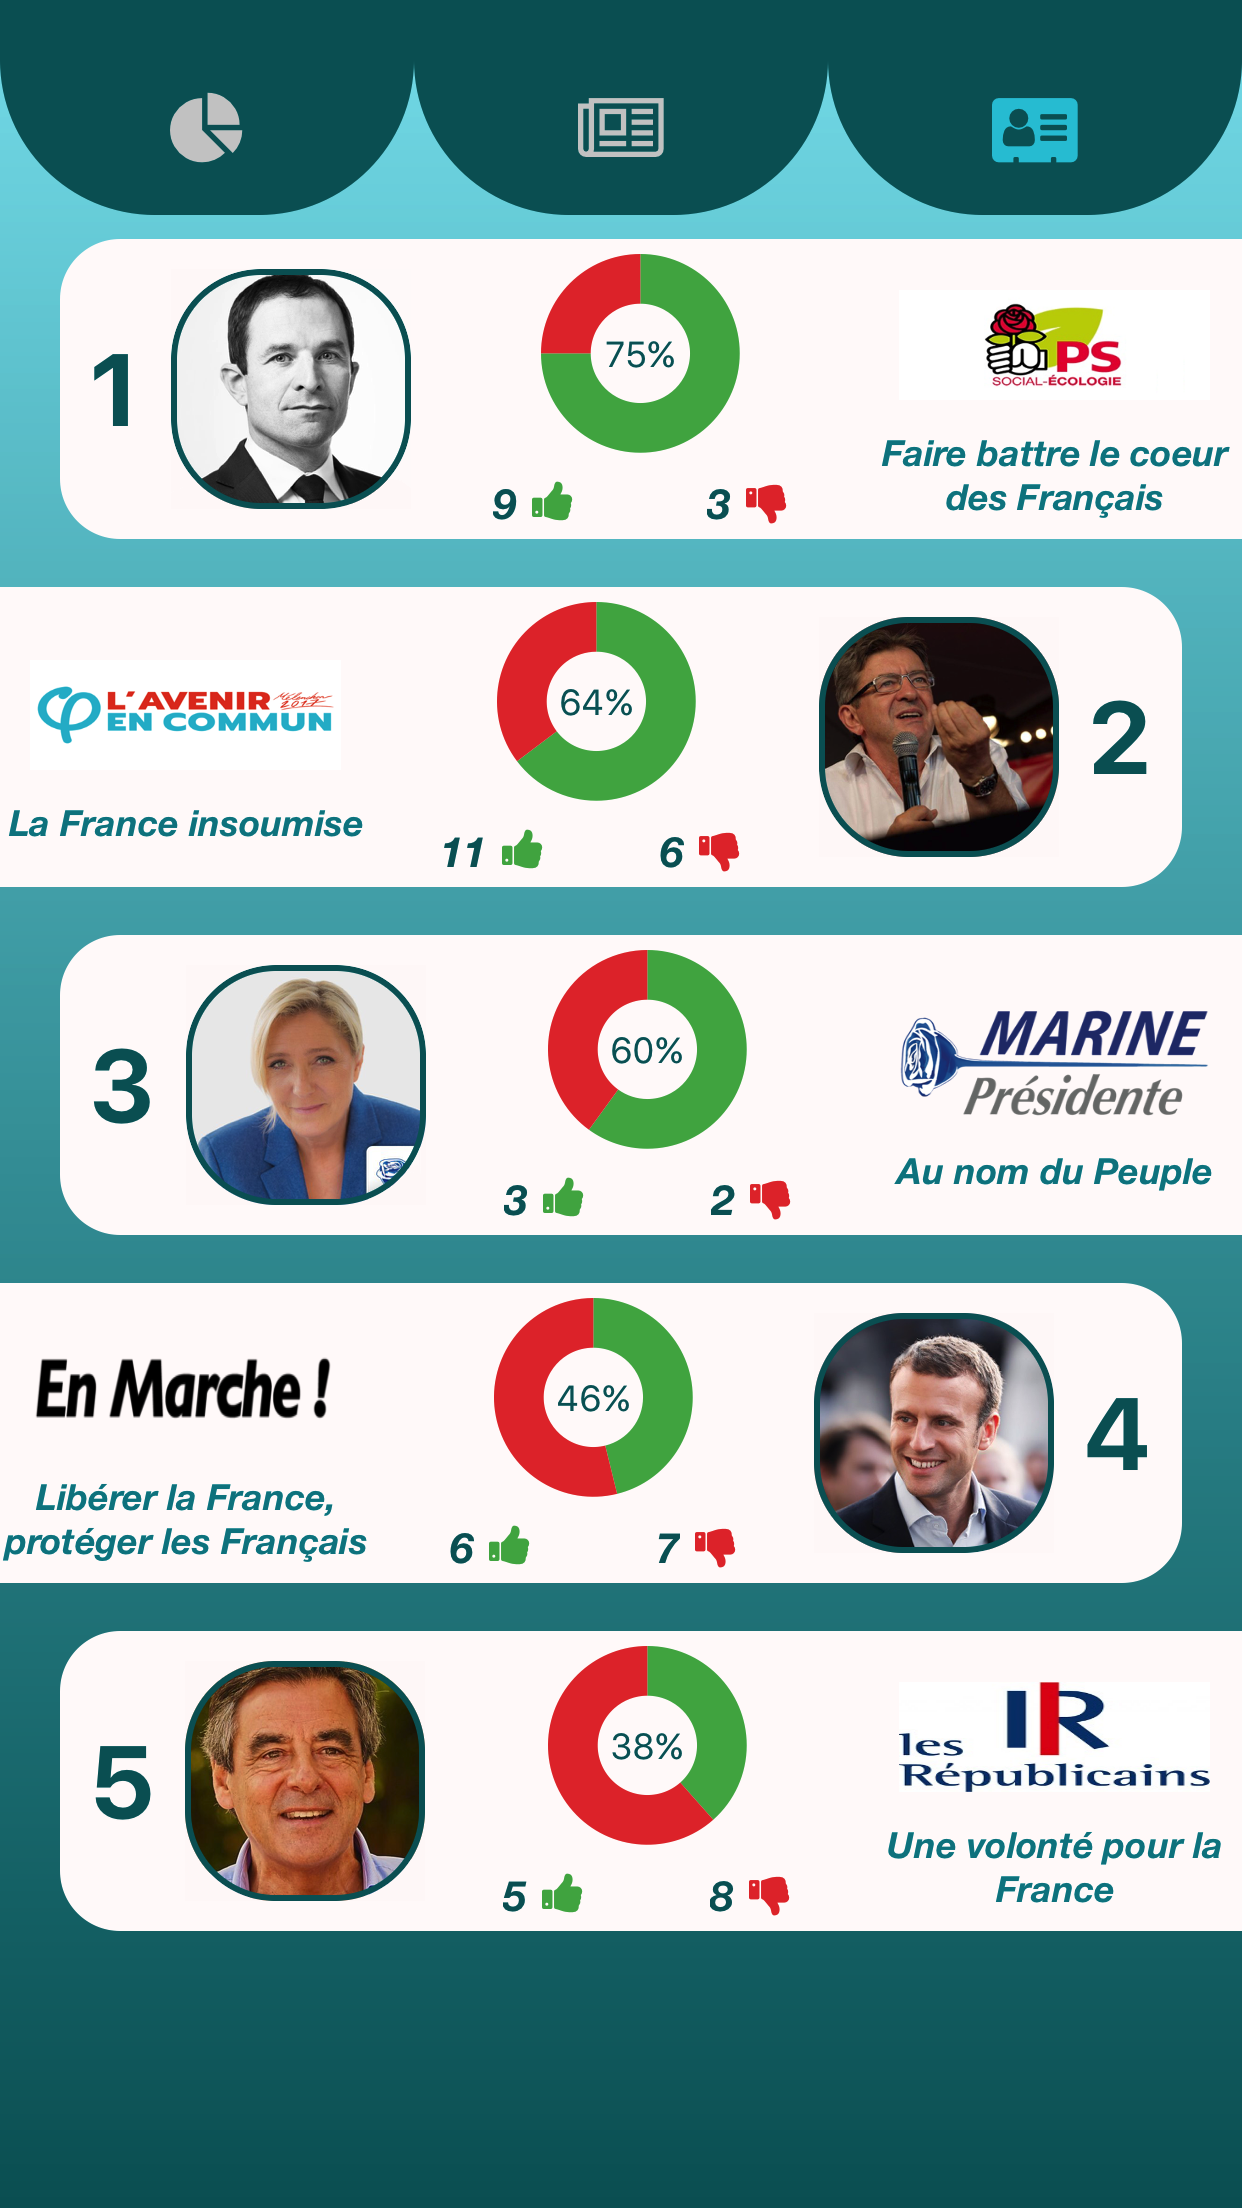 1
75%
9
3
PS
SOCIAL-ÉCOLOGIE
Faire battre le coeur
des Français
L'AVENIR Mélenchon
2017
EN COMMUN
La France insoumise
64%
11
6
2
3
60%
3
2
MARINE
Présidente
Au nom du Peuple
En Marche !
Libérer la France,
protéger les Français
46%
6
7
4
5
38%
5
8
lR
les
Républicains
Une volonté pour la
France